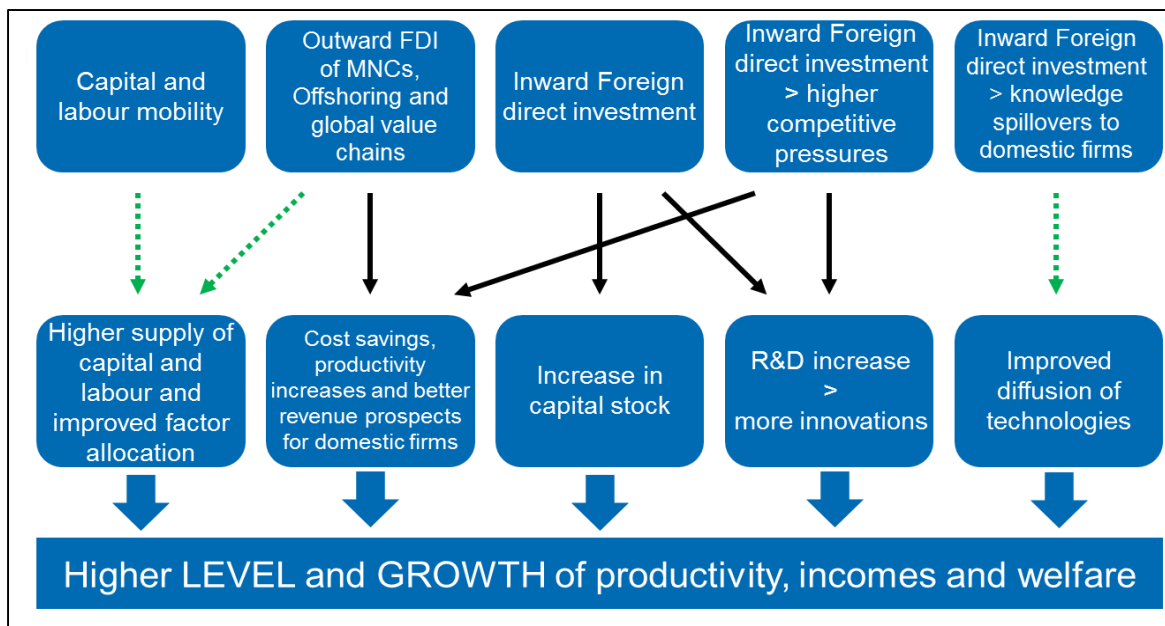 Capital and
labour mobility
Outward FDI
of MNCs,
Offshoring and
global value
chains
Inward Foreign
direct investment
Inward Foreign
direct investment
> higher
competitive
pressures
Inward Foreign
direct investment
> knowledge
spillovers to
domestic firms
Higher supply of
capital and
labour and
improved factor
allocation
Cost savings,
productivity
increases and better
revenue prospects
for domestic firms
Increase in
capital stock
R&D increase
>
more innovations
Improved
diffusion of
technologies
Higher LEVEL and GROWTH of productivity, incomes and welfare